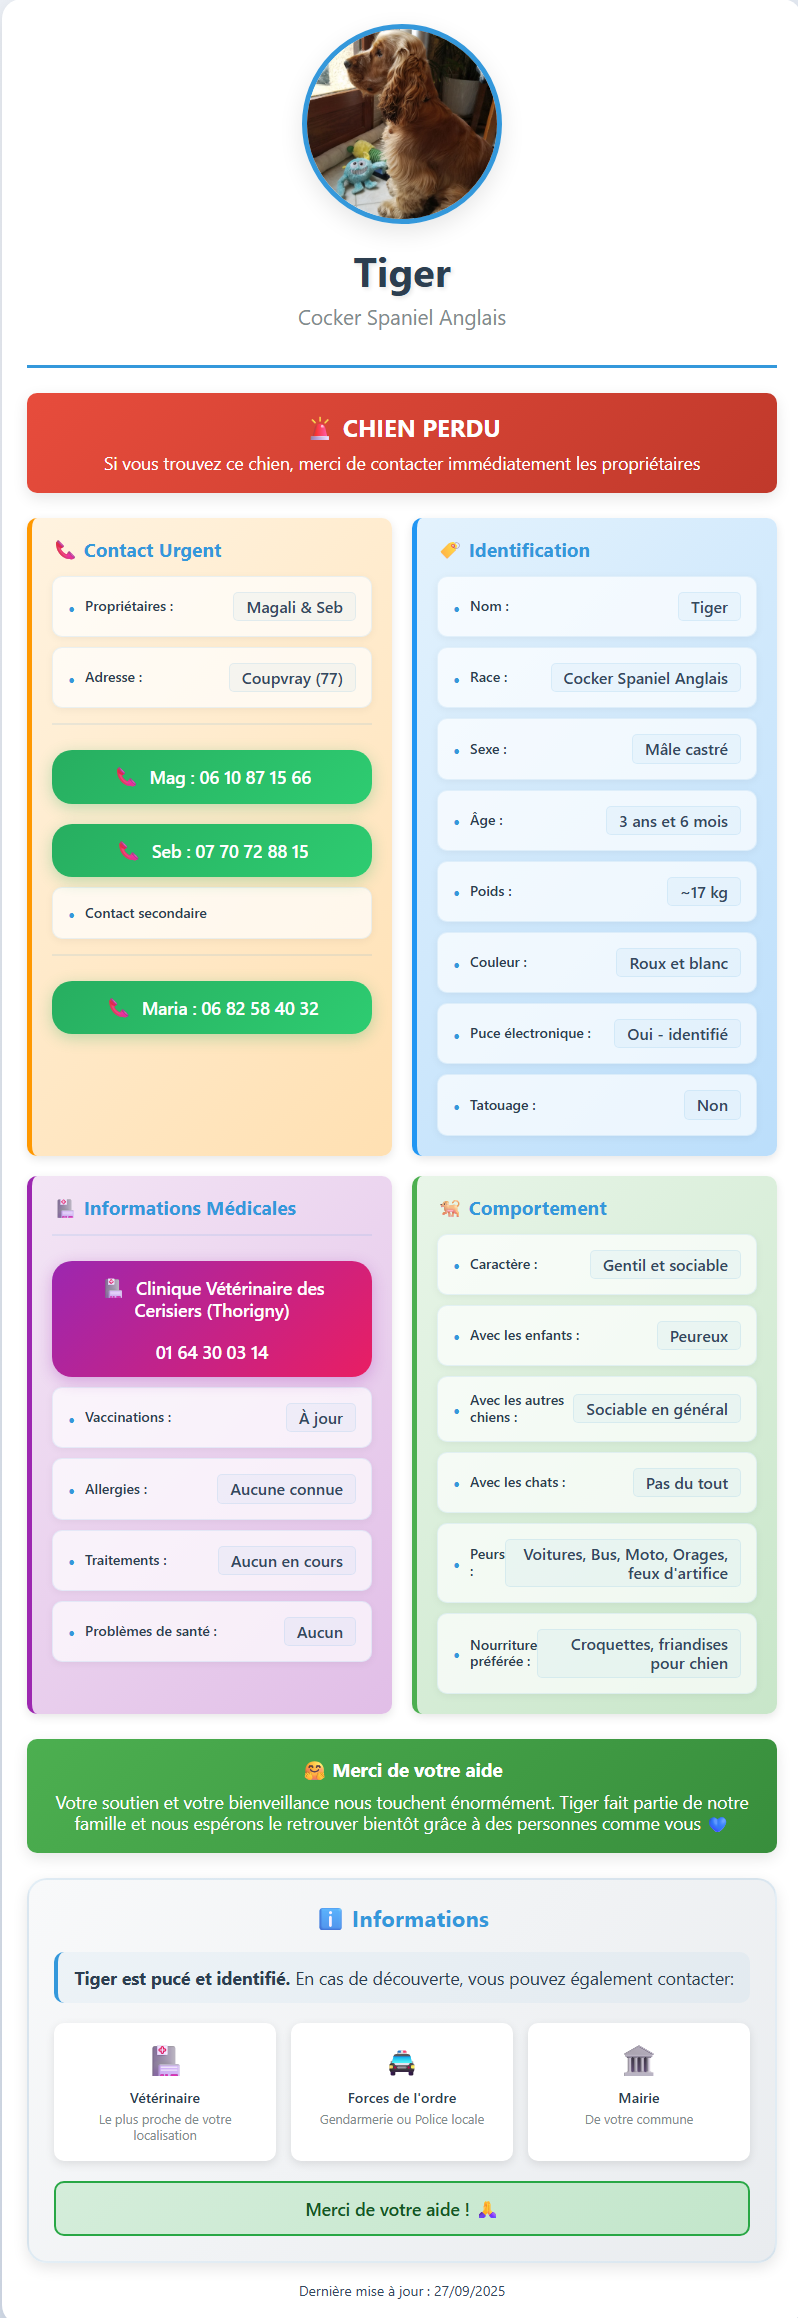 Tiger
Cocker Spaniel Anglais
🚨 CHIEN PERDU
Si vous trouvez ce chien, merci de contacter immédiatement les propriétaires
📞 Contact Urgent
• Propriétaires : Magali & Seb
• Adresse : Coupvray (77)
📞 Mag : 06 10 87 15 66
📞 Seb : 07 70 72 88 15
• Contact secondaire
📞 Maria : 06 82 58 40 32
🏷️ Identification
• Nom : Tiger
• Race : Cocker Spaniel Anglais
• Sexe : Mâle castré
• Âge : 3 ans et 6 mois
• Poids : ~17 kg
• Couleur : Roux et blanc
• Puce électronique : Oui - identifié
• Tatouage : Non
🏥 Informations Médicales
🏥 Clinique Vétérinaire des
Cerisiers (Thorigny)
01 64 30 03 14
• Vaccinations : À jour
• Allergies : Aucune connue
• Traitements : Aucun en cours
• Problèmes de santé : Aucun
🐕 Comportement
• Caractère : Gentil et sociable
• Avec les enfants : Peureux
• Avec les autres
chiens : Sociable en général
• Avec les chats : Pas du tout
• Peurs
:
Voitures, Bus, Moto, Orages,
feux d'artifice
• Nourriture
préférée :
Croquettes, friandises
pour chien
🤗 Merci de votre aide
Votre soutien et votre bienveillance nous touchent énormément. Tiger fait partie de notre
famille et nous espérons le retrouver bientôt grâce à des personnes comme vous 💙
ℹ️ Informations
Tiger est pucé et identifié. En cas de découverte, vous pouvez également contacter:
Vétérinaire
Le plus proche de votre
localisation
Forces de l'ordre
Gendarmerie ou Police locale
Mairie
De votre commune
Merci de votre aide ! 🙏
Dernière mise à jour : 27/09/2025